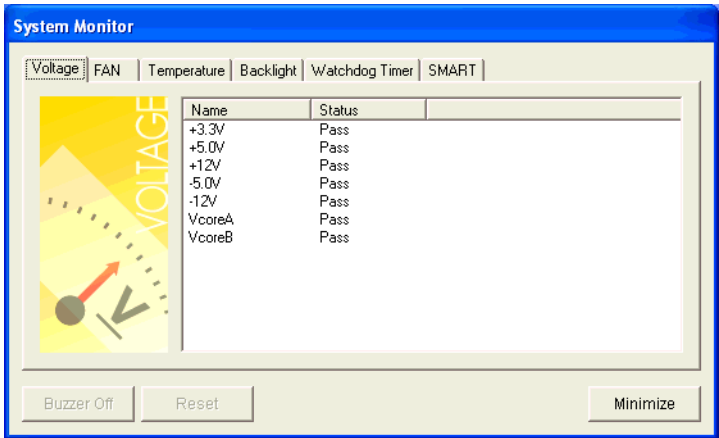 System Monitor
Voltage FAN Temperature Backlight Watchdog Timer SMART
VOLTAGE
V
Name Status
+3.3V Pass
+5.0V Pass
+12V Pass
-5.0V Pass
-12V Pass
VcoreA Pass
VcoreB Pass
Buzzer Off Reset Minimize